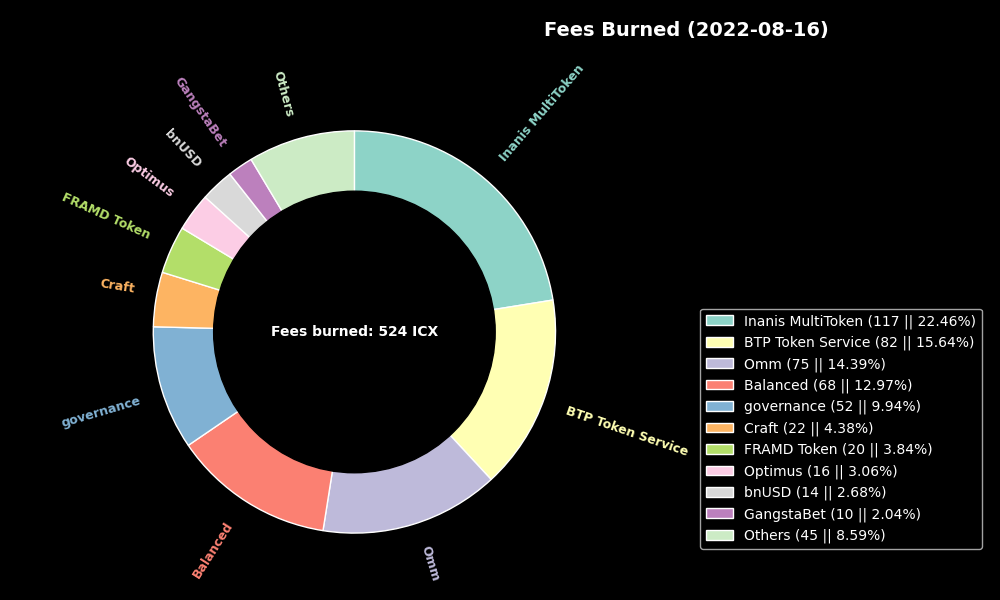 Fees Burned (2022-08-16)
Inanis MultiToken
BTP Token Service
Omm
Balanced
governance
Craft
FRAMD Token
Optimus
bnUSD
GangstaBet
Others
Fees burned: 524 ICX
Inanis MultiToken (117 || 22.46%)
BTP Token Service (82 || 15.64%)
Omm (75 || 14.39%)
Balanced (68 || 12.97%)
governance (52 || 9.94%)
Craft (22 || 4.38%)
FRAMD Token (20 || 3.84%)
Optimus (16 || 3.06%)
bnUSD (14 || 2.68%)
GangstaBet (10 || 2.04%)
Others (45 || 8.59%)